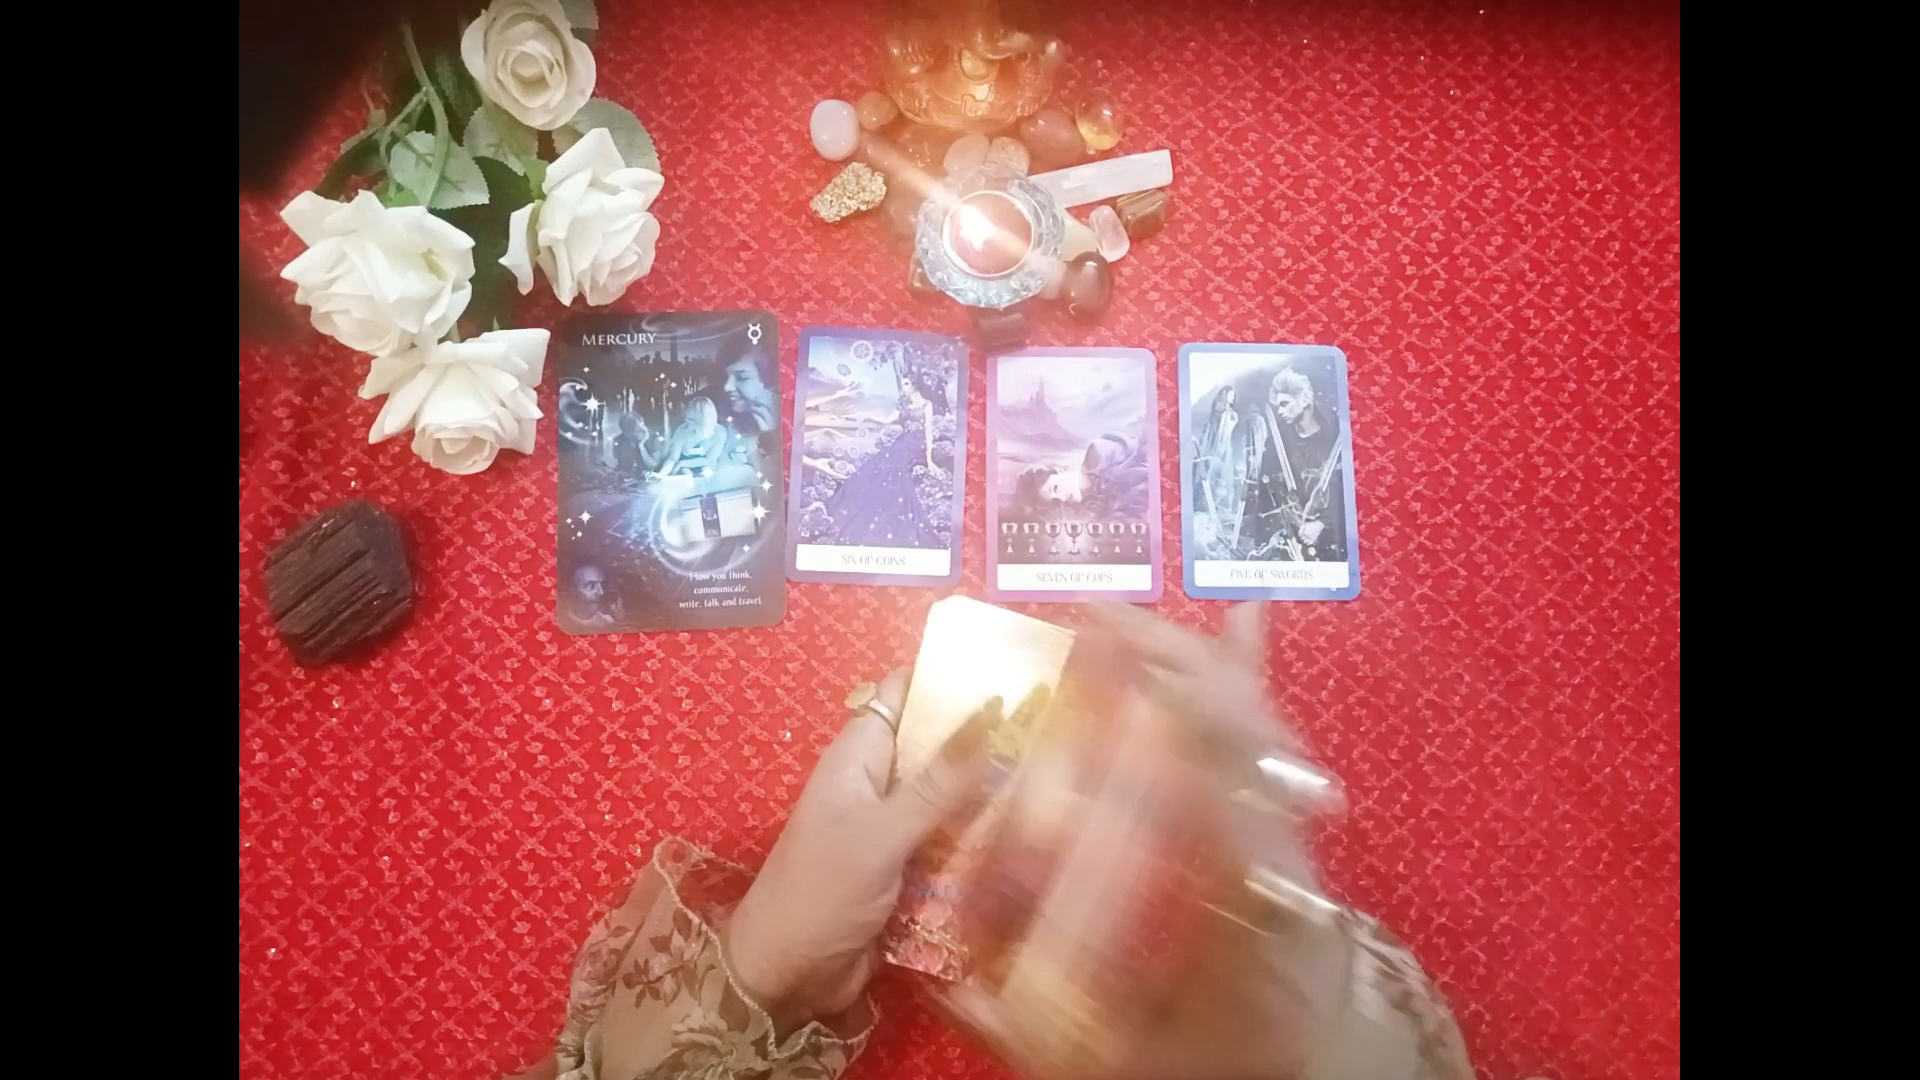 MERCURY
How you think,
communicate,
write, talk and travel.
SIX OF COINS
SEVEN OF CUPS
FIVE OF SWORDS